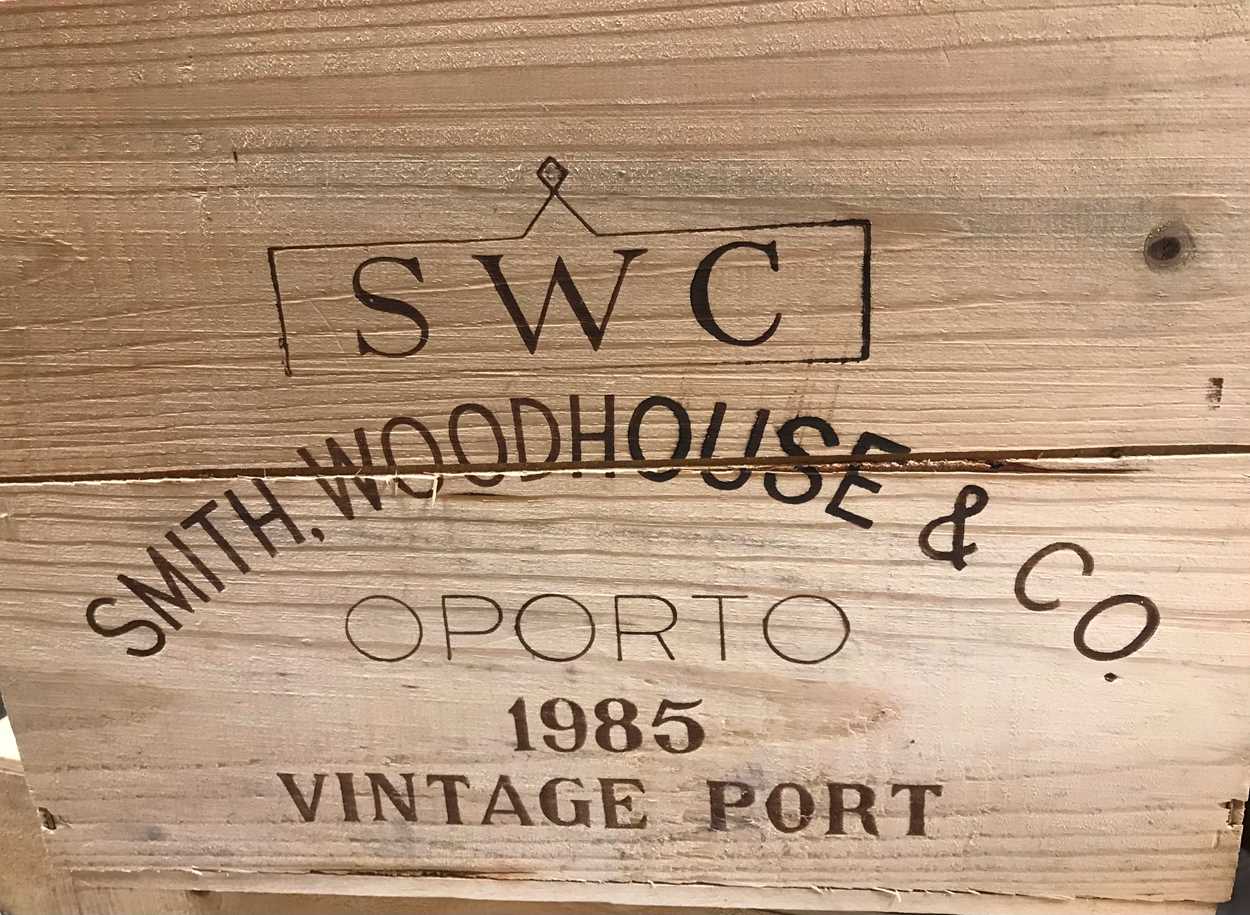 SWC
SMITH, WOODHOUSE & CO.
OPORTO
1985
VINTAGE PORT